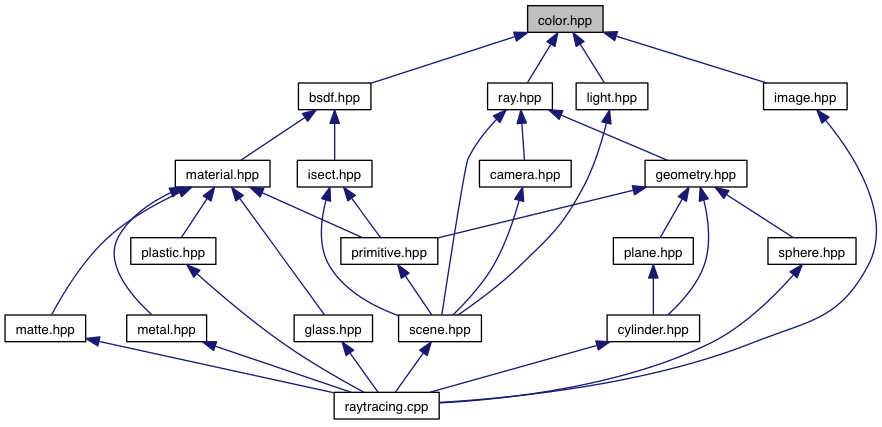 color.hpp
bsdf.hpp
ray.hpp
light.hpp
image.hpp
material.hpp
isect.hpp
camera.hpp
geometry.hpp
plastic.hpp
primitive.hpp
plane.hpp
sphere.hpp
matte.hpp
metal.hpp
glass.hpp
scene.hpp
cylinder.hpp
raytracing.cpp